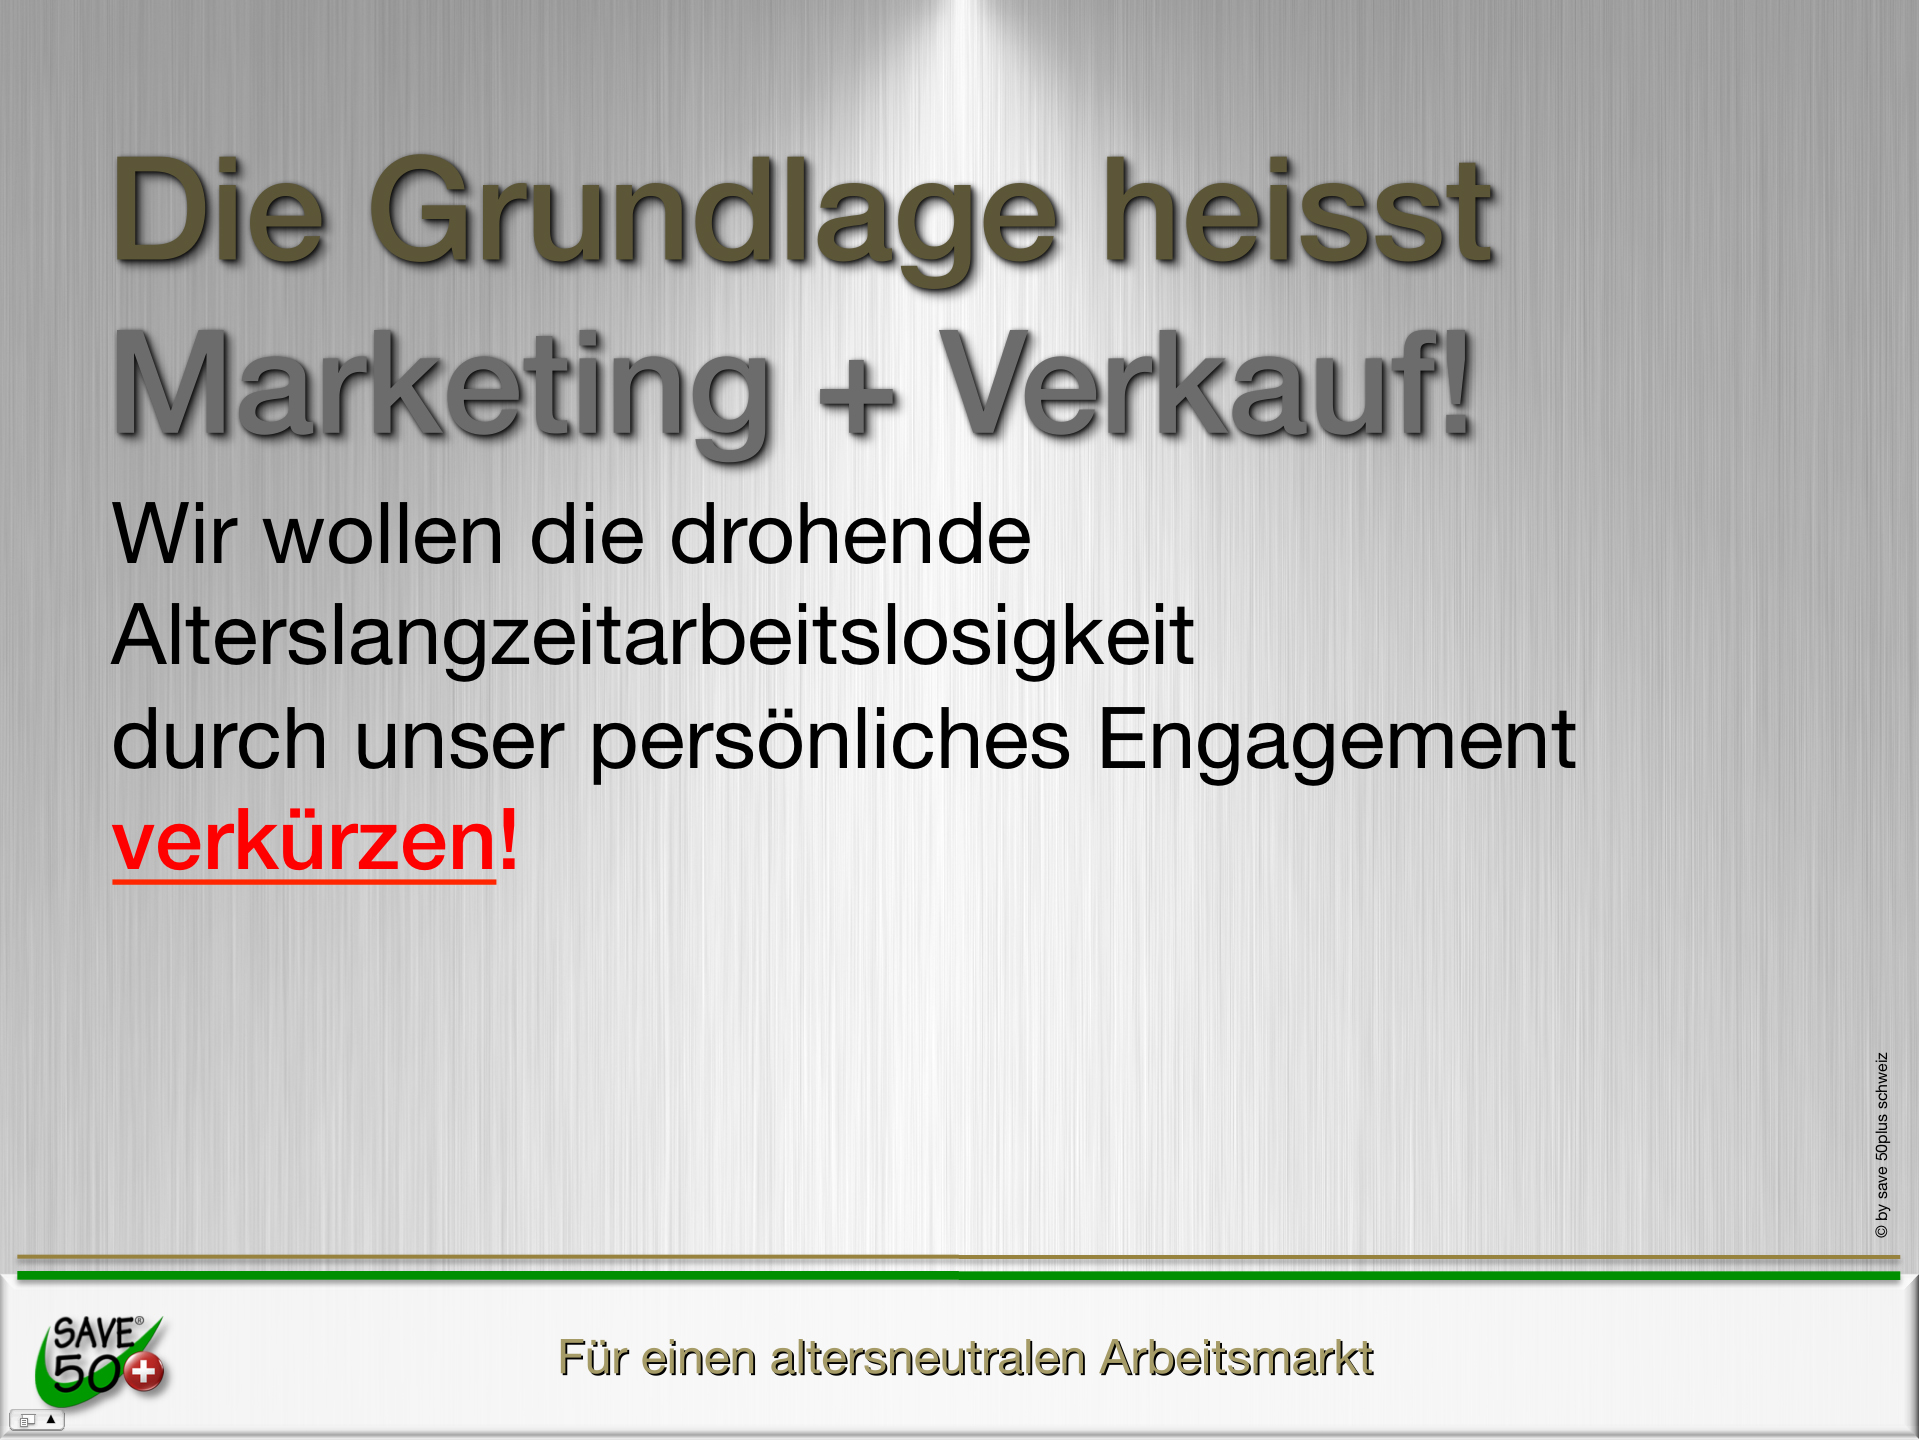 Die Grundlage heisst
Marketing + Verkauf!
Wir wollen die drohende
Alterslangzeitarbeitslosigkeit
durch unser persönliches Engagement
verkürzen!
© by save 50plus schweiz
SAVE®
50+
Für einen altersneutralen Arbeitsmarkt